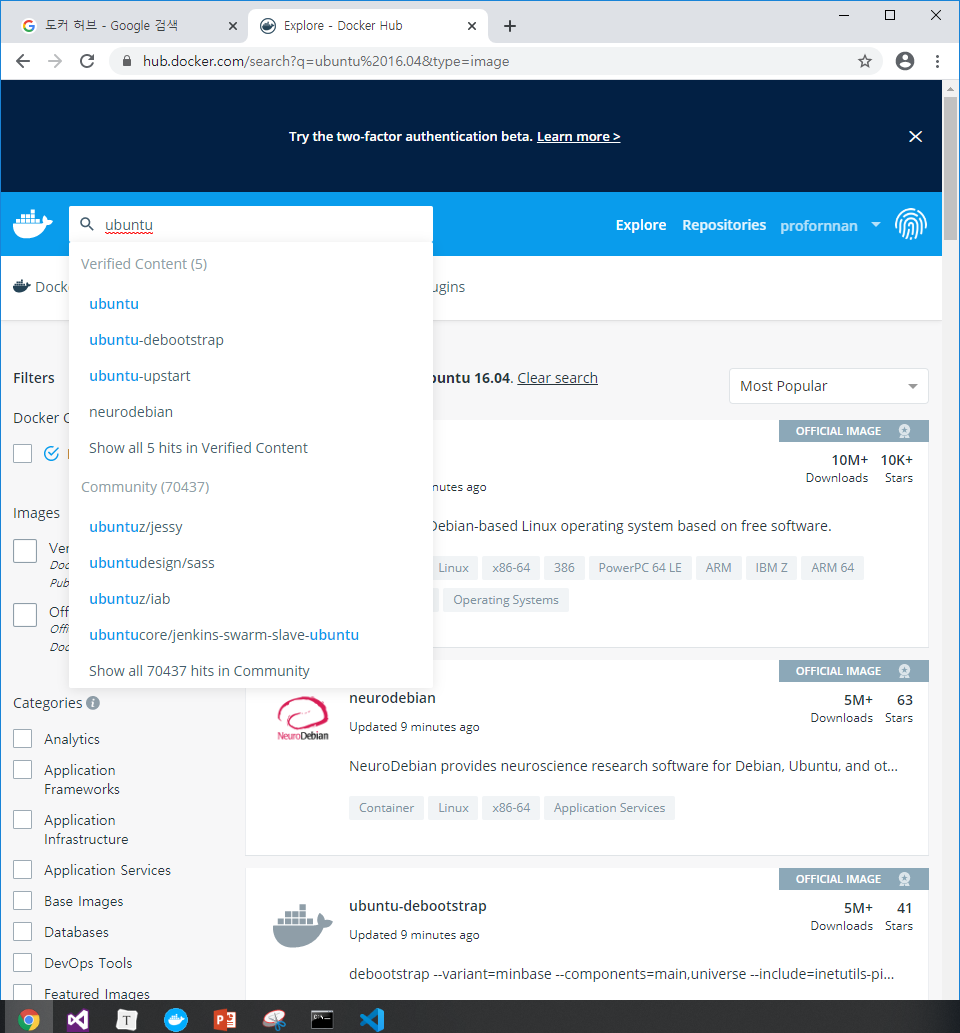 도커 허브 - Google 검색
Explore - Docker Hub
hub.docker.com/search?q=ubuntu%2016.04&type=image
Try the two-factor authentication beta. Learn more >
ubuntu
Explore
Repositories
profornnan
Verified Content (5)
ubuntu
ubuntu-debootstrap
ubuntu-upstart
neurodebian
Show all 5 hits in Verified Content
Community (70437)
ubuntuz/jessy
ubuntudesign/sass
ubuntuz/iab
ubuntucore/jenkins-swarm-slave-ubuntu
Show all 70437 hits in Community
Dock
ugins
Filters
buntu 16.04. Clear search
Most Popular
Docker C
Images
Ver
Doc
Pub
Offi
Offi
Doc
Categories
Analytics
Application
Frameworks
Application
Infrastructure
Application Services
Base Images
Databases
DevOps Tools
Featured Images
OFFICIAL IMAGE
10M+ 10K+
Downloads Stars
nutes ago
Debian-based Linux operating system based on free software.
Linux x86-64 386 PowerPC 64 LE ARM IBM Z ARM 64
Operating Systems
OFFICIAL IMAGE
neurodebian
5M+ 63
Downloads Stars
Updated 9 minutes ago
NeuroDebian
NeuroDebian provides neuroscience research software for Debian, Ubuntu, and ot...
Container Linux x86-64 Application Services
OFFICIAL IMAGE
ubuntu-debootstrap
5M+ 41
Downloads Stars
Updated 9 minutes ago
debootstrap --variant=minbase --components=main,universe --include=inetutils-pi...